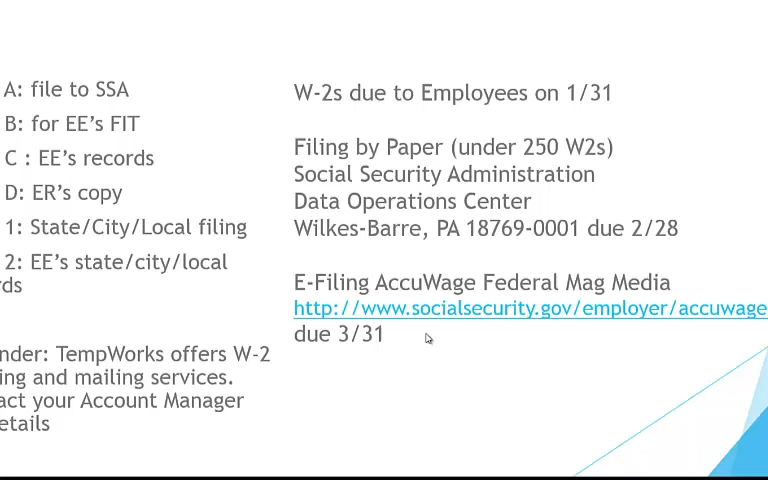 A: file to SSA
B: for EE's FIT
C : EE's records
D: ER's copy
1: State/City/Local filing
2: EE's state/city/local
rds
nder: TempWorks offers W-2
ing and mailing services.
act your Account Manager
etails
W-2s due to Employees on 1/31
Filing by Paper (under 250 W2s)
Social Security Administration
Data Operations Center
Wilkes-Barre, PA 18769-0001 due 2/28
E-Filing AccuWage Federal Mag Media
http://www.socialsecurity.gov/employer/accuwage
due 3/31